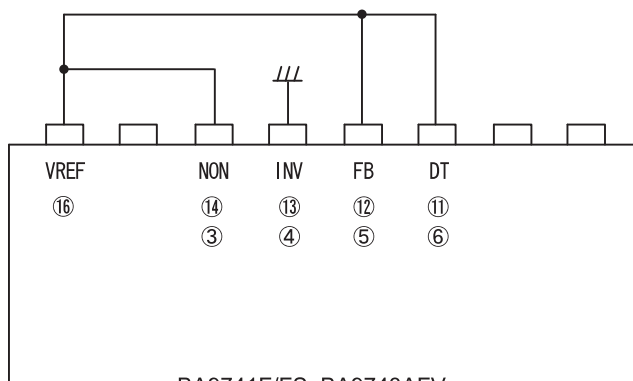 VREF NON INV FB DT
⑯ ⑭ ⑬ ⑫ ⑪
③ ④ ⑤ ⑥